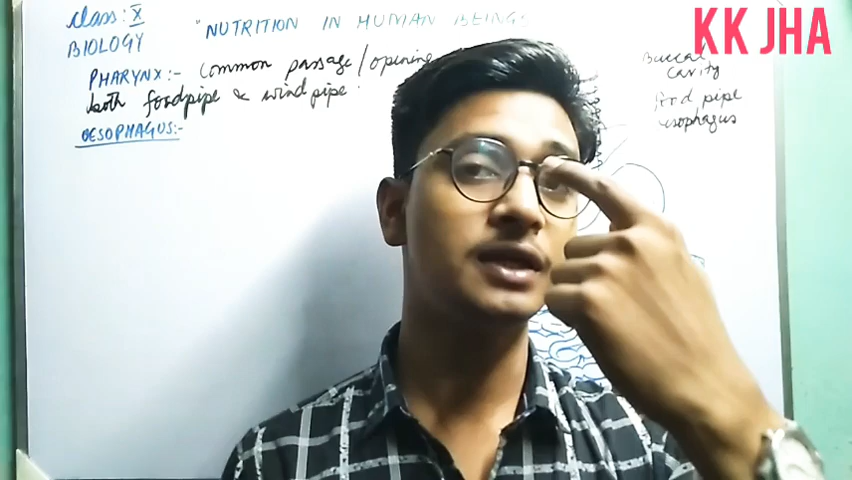 Class: X
BIOLOGY
"NUTRITION IN HUMAN BEINGS
PHARYNX:- Common passage/opening
both foodpipe & windpipe.
OESOPHAGUS:-
KK JHA
Buccal
cavity
food pipe
esophagus